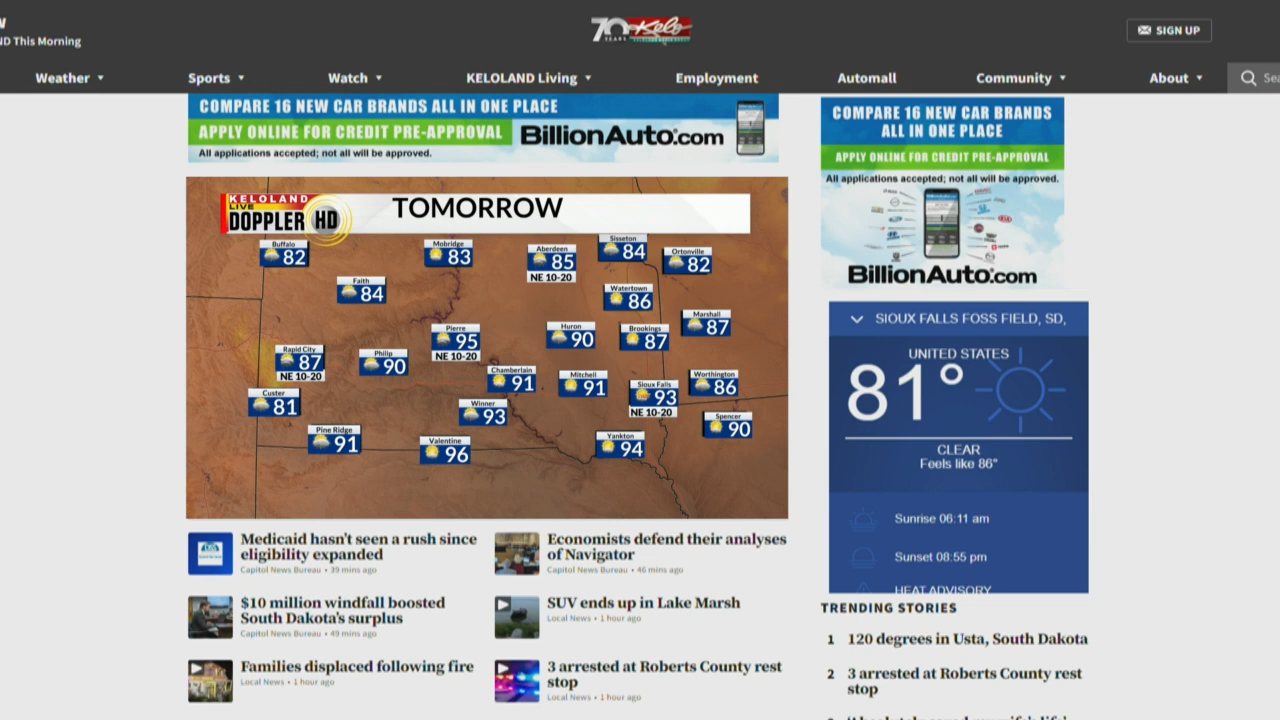 W
ND This Morning
70 YEARS Kelo
SIGN UP
Weather
Sports
Watch
KELOLAND Living
Employment
Automall
Community
About
Sea
COMPARE 16 NEW CAR BRANDS ALL IN ONE PLACE
APPLY ONLINE FOR CREDIT PRE-APPROVAL
BillionAuto.com
All applications accepted; not all will be approved.
COMPARE 16 NEW CAR BRANDS
ALL IN ONE PLACE
APPLY ONLINE FOR CREDIT PRE-APPROVAL
All applications accepted; not all will be approved.
BillionAuto.com
KELOLAND
LIVE
DOPPLER HD
TOMORROW
Buffalo
82
Mobridge
83
Aberdeen
85
NE 10-20
Sisseton
84
Ortonville
82
Faith
84
Watertown
86
Marshall
87
Pierre
95
NE 10-20
Huron
90
Brookings
87
Rapid City
87
NE 10-20
Philip
90
Chamberlain
91
Mitchell
91
Sioux Falls
93
NE 10-20
Worthington
86
Custer
81
Winner
93
Spencer
90
Pine Ridge
91
Valentine
96
Yankton
94
SIOUX FALLS FOSS FIELD, SD,
UNITED STATES
81°
CLEAR
Feels like 86°
Sunrise 06:11 am
Sunset 08:55 pm
HEAT ADVISORY
Medicaid hasn't seen a rush since
eligibility expanded
Capitol News Bureau • 39 mins ago
Economists defend their analyses
of Navigator
Capitol News Bureau • 46 mins ago
$10 million windfall boosted
South Dakota's surplus
Capitol News Bureau • 49 mins ago
SUV ends up in Lake Marsh
Local News • 1 hour ago
Families displaced following fire
Local News • 1 hour ago
3 arrested at Roberts County rest
stop
Local News • 1 hour ago
TRENDING STORIES
1 120 degrees in Usta, South Dakota
2 3 arrested at Roberts County rest
stop